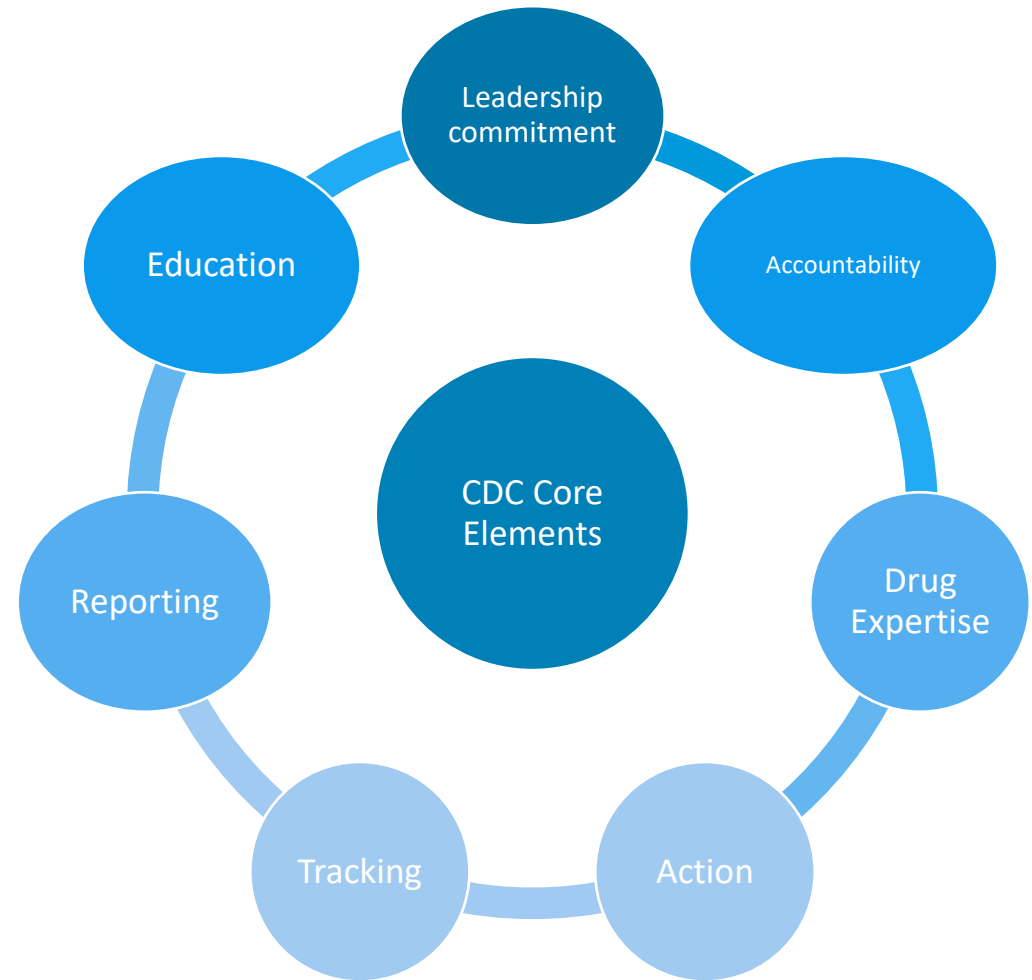 Leadership
commitment
Accountability
Drug
Expertise
Action
Tracking
Reporting
Education
CDC Core
Elements